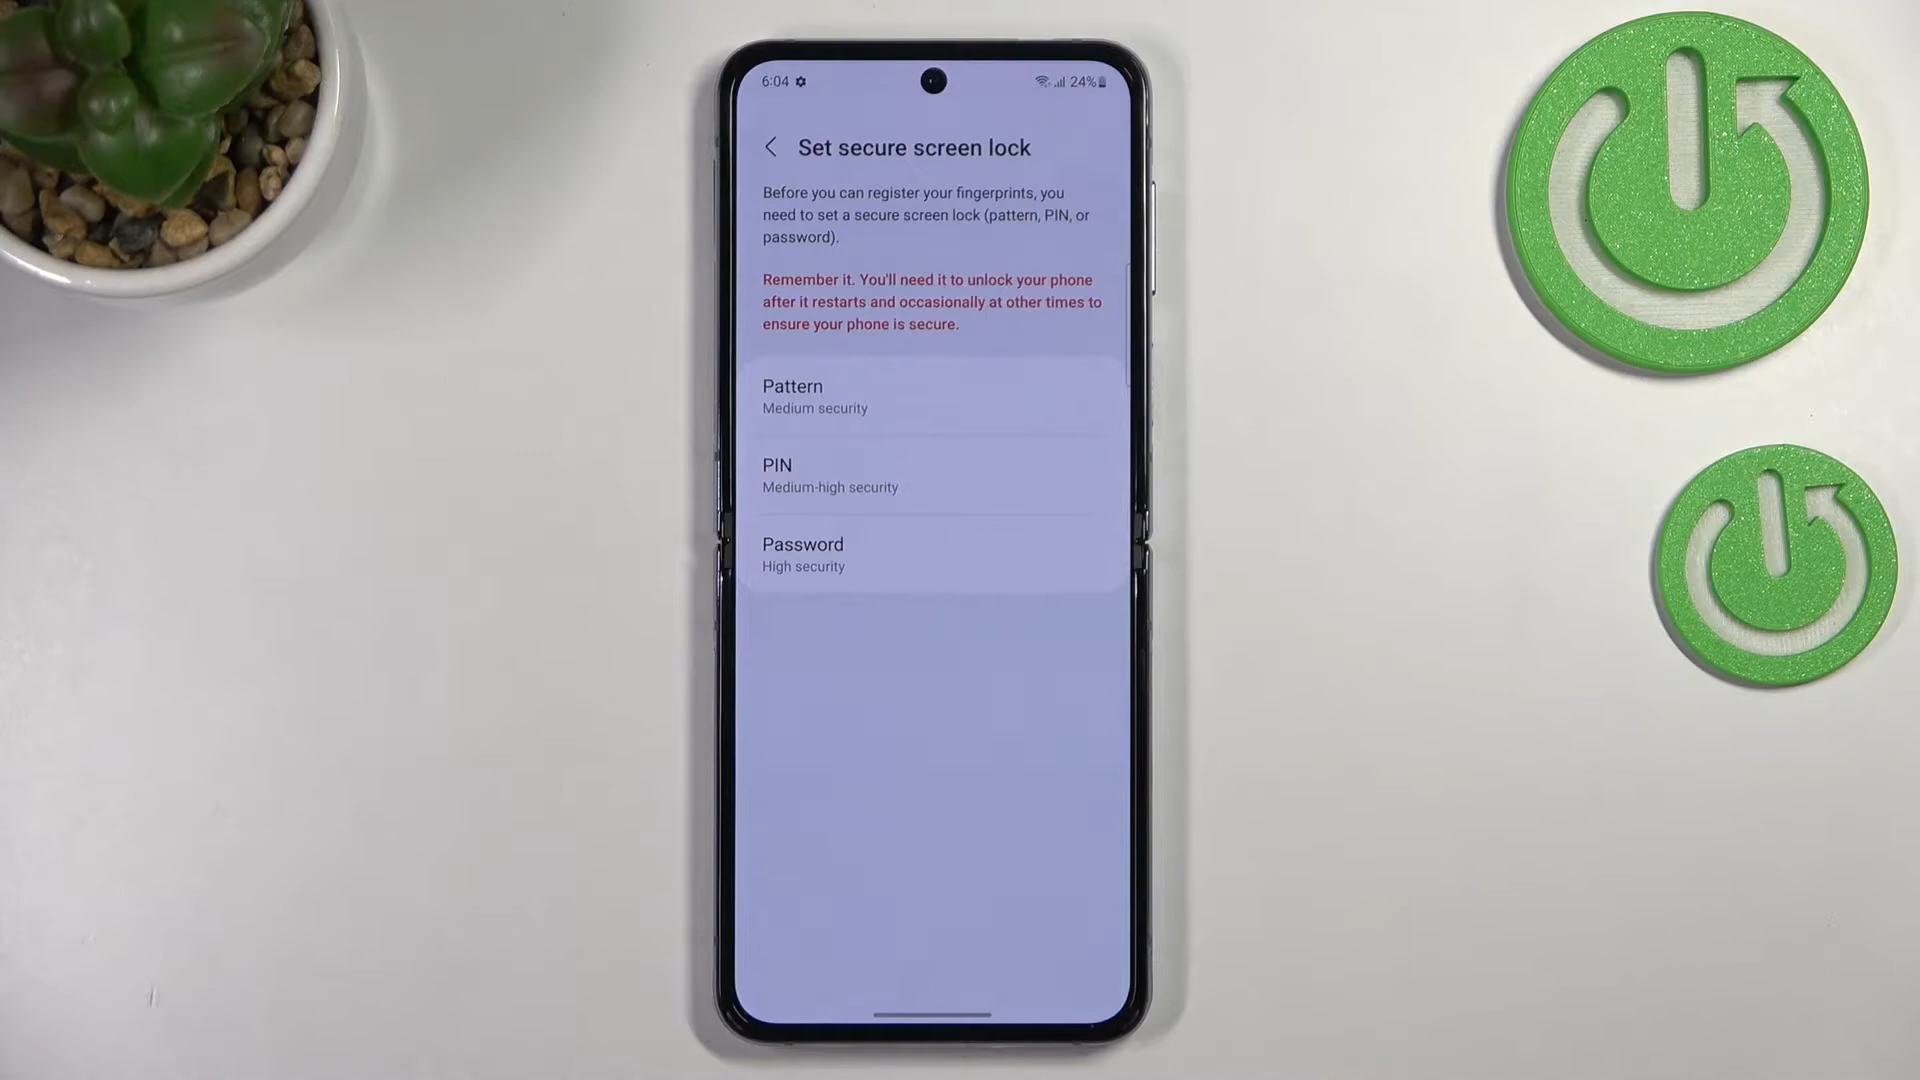 6:04
24%
Set secure screen lock
Before you can register your fingerprints, you
need to set a secure screen lock (pattern, PIN, or
password).
Remember it. You'll need it to unlock your phone
after it restarts and occasionally at other times to
ensure your phone is secure.
Pattern
Medium security
PIN
Medium-high security
Password
High security